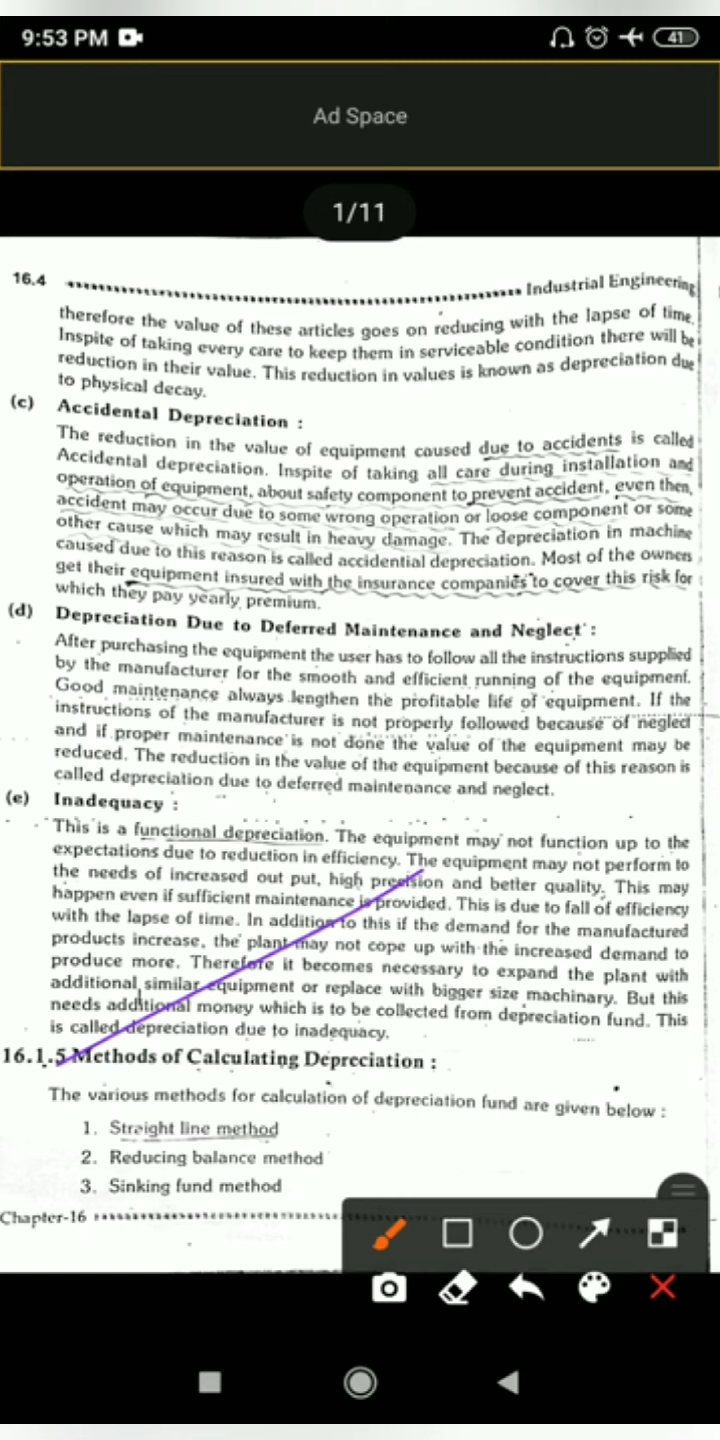 9:53 PM
41
Ad Space
1/11
16.4 Industrial Engineering
therefore the value of these articles goes on reducing with the lapse of time.
Inspite of taking every care to keep them in serviceable condition there will be
reduction in their value. This reduction in values is known as depreciation due
to physical decay.
(c) Accidental Depreciation :
The reduction in the value of equipment caused due to accidents is called
Accidental depreciation. Inspite of taking all care during installation and
operation of equipment, about safety component to prevent accident, even then,
accident may occur due to some wrong operation or loose component or some
other cause which may result in heavy damage. The depreciation in machine
caused due to this reason is called accidential depreciation. Most of the owners
get their equipment insured with the insurance companies to cover this risk for
which they pay yearly premium.
(d) Depreciation Due to Deferred Maintenance and Neglect :
After purchasing the equipment the user has to follow all the instructions supplied
by the manufacturer for the smooth and efficient running of the equipment.
Good maintenance always lengthen the profitable life of equipment. If the
instructions of the manufacturer is not properly followed because of neglect
and if proper maintenance is not done the value of the equipment may be
reduced. The reduction in the value of the equipment because of this reason is
called depreciation due to deferred maintenance and neglect.
(e) Inadequacy :
This is a functional depreciation. The equipment may not function up to the
expectations due to reduction in efficiency. The equipment may not perform to
the needs of increased out put, high precision and better quality. This may
happen even if sufficient maintenance is provided. This is due to fall of efficiency
with the lapse of time. In addition to this if the demand for the manufactured
products increase, the plant may not cope up with the increased demand to
produce more. Therefore it becomes necessary to expand the plant with
additional similar equipment or replace with bigger size machinary. But this
needs additional money which is to be collected from depreciation fund. This
is called depreciation due to inadequacy.
16.1.5 Methods of Calculating Depreciation :
The various methods for calculation of depreciation fund are given below :
1. Straight line method
2. Reducing balance method
3. Sinking fund method
Chapter-16